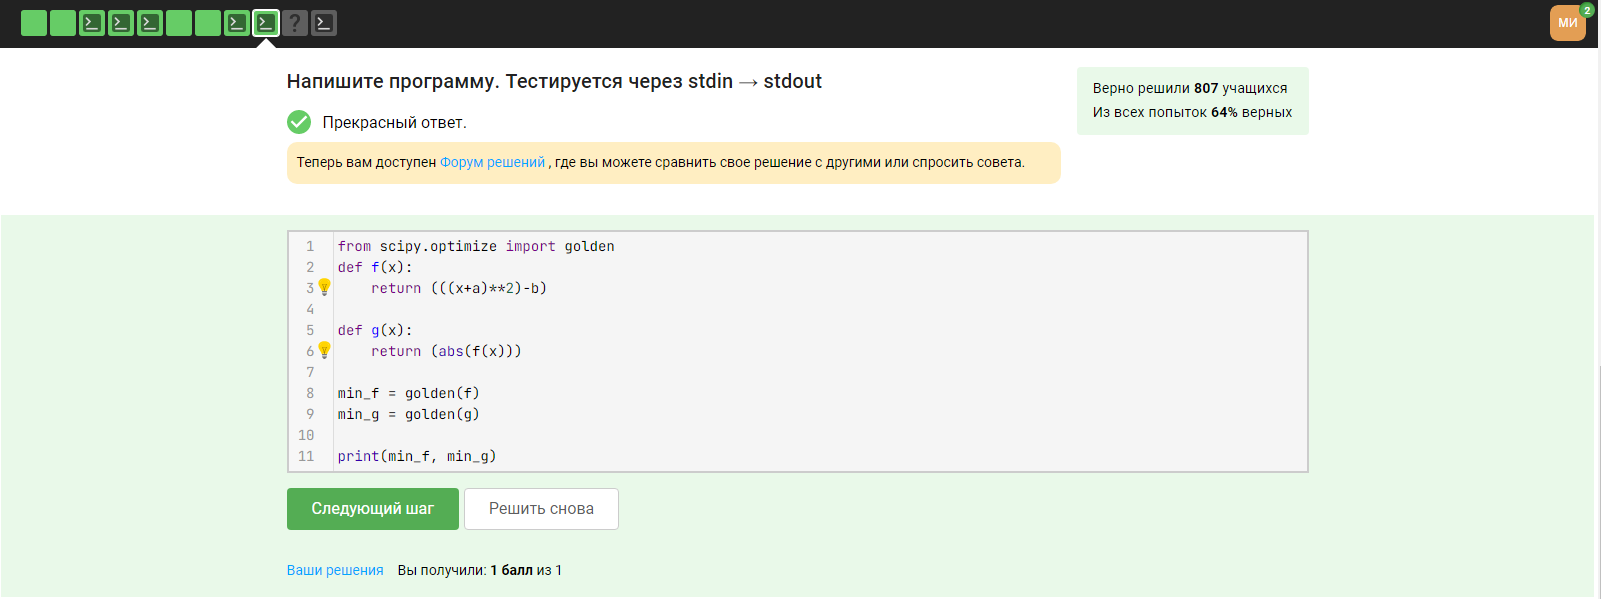 ?
МИ
2
Напишите программу. Тестируется через stdin → stdout
Верно решили 807 учащихся
Из всех попыток 64% верных
Прекрасный ответ.
Теперь вам доступен Форум решений , где вы можете сравнить свое решение с другими или спросить совета.
1 from scipy.optimize import golden
2 def f(x):
3     return (((x+a)**2)-b)
4
5 def g(x):
6     return (abs(f(x)))
7
8 min_f = golden(f)
9 min_g = golden(g)
10
11 print(min_f, min_g)
Следующий шаг
Решить снова
Ваши решения Вы получили: 1 балл из 1